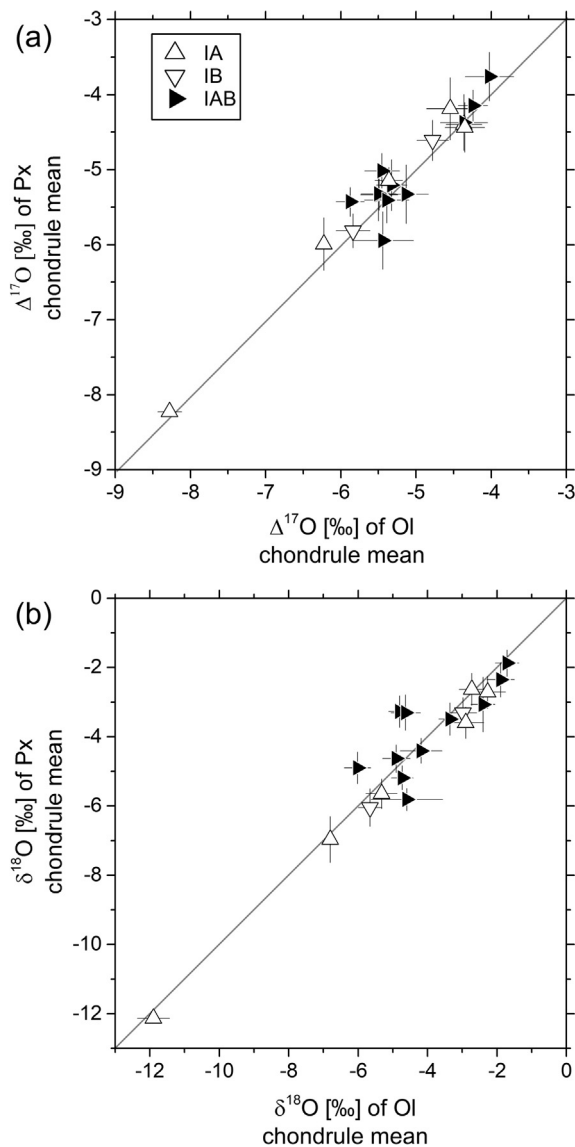 (a)
-3
-4
-5
-6
-7
-8
-9
Δ¹⁷O [‰] of Px
chondrule mean
IA
IB
IAB
-9 -8 -7 -6 -5 -4 -3
Δ¹⁷O [‰] of Ol
chondrule mean
(b)
0
-2
-4
-6
-8
-10
-12
δ¹⁸O [‰] of Px
chondrule mean
-12 -10 -8 -6 -4 -2 0
δ¹⁸O [‰] of Ol
chondrule mean